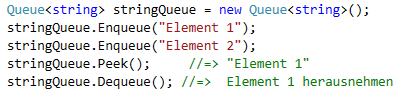 Queue<string> stringQueue = new Queue<string>();
stringQueue.Enqueue("Element 1");
stringQueue.Enqueue("Element 2");
stringQueue.Peek();     //=> "Element 1"
stringQueue.Dequeue(); //=>  Element 1 herausnehmen